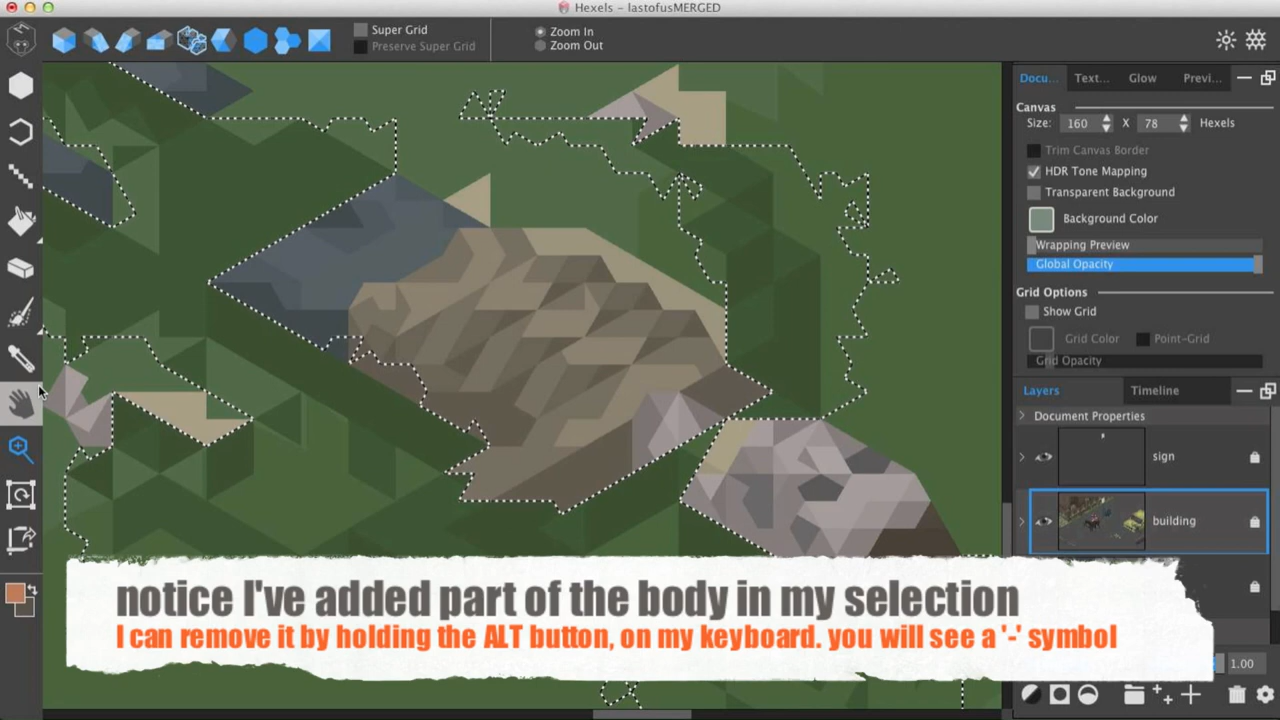 Hexels - lastofusMERGED
Super Grid
Preserve Super Grid
Zoom In
Zoom Out
Docu...
Text...
Glow
Previ...
Canvas
Size: 160 X 78 Hexels
Trim Canvas Border
HDR Tone Mapping
Transparent Background
Background Color
Wrapping Preview
Global Opacity
Grid Options
Show Grid
Grid Color
Point-Grid
Grid Opacity
Layers
Timeline
Document Properties
sign
building
notice I've added part of the body in my selection
I can remove it by holding the ALT button, on my keyboard. you will see a '-' symbol
1.00